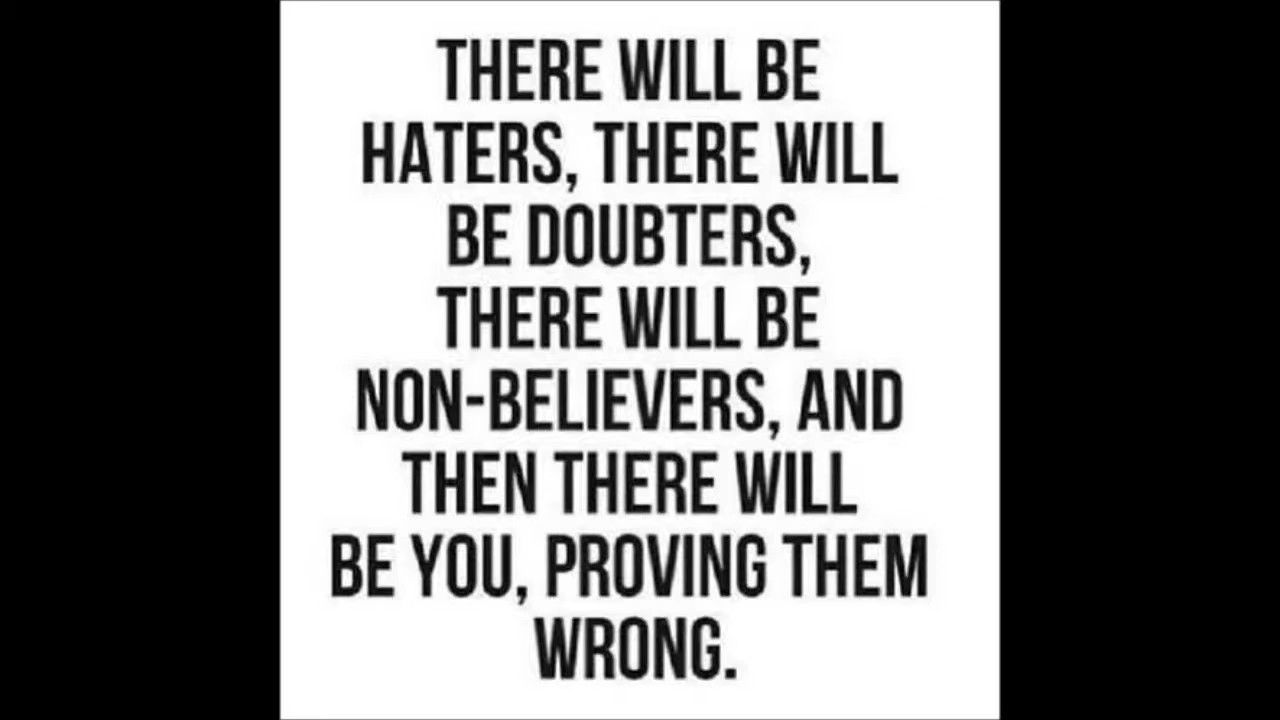 THERE WILL BE
HATERS, THERE WILL
BE DOUBTERS,
THERE WILL BE
NON-BELIEVERS, AND
THEN THERE WILL
BE YOU, PROVING THEM
WRONG.